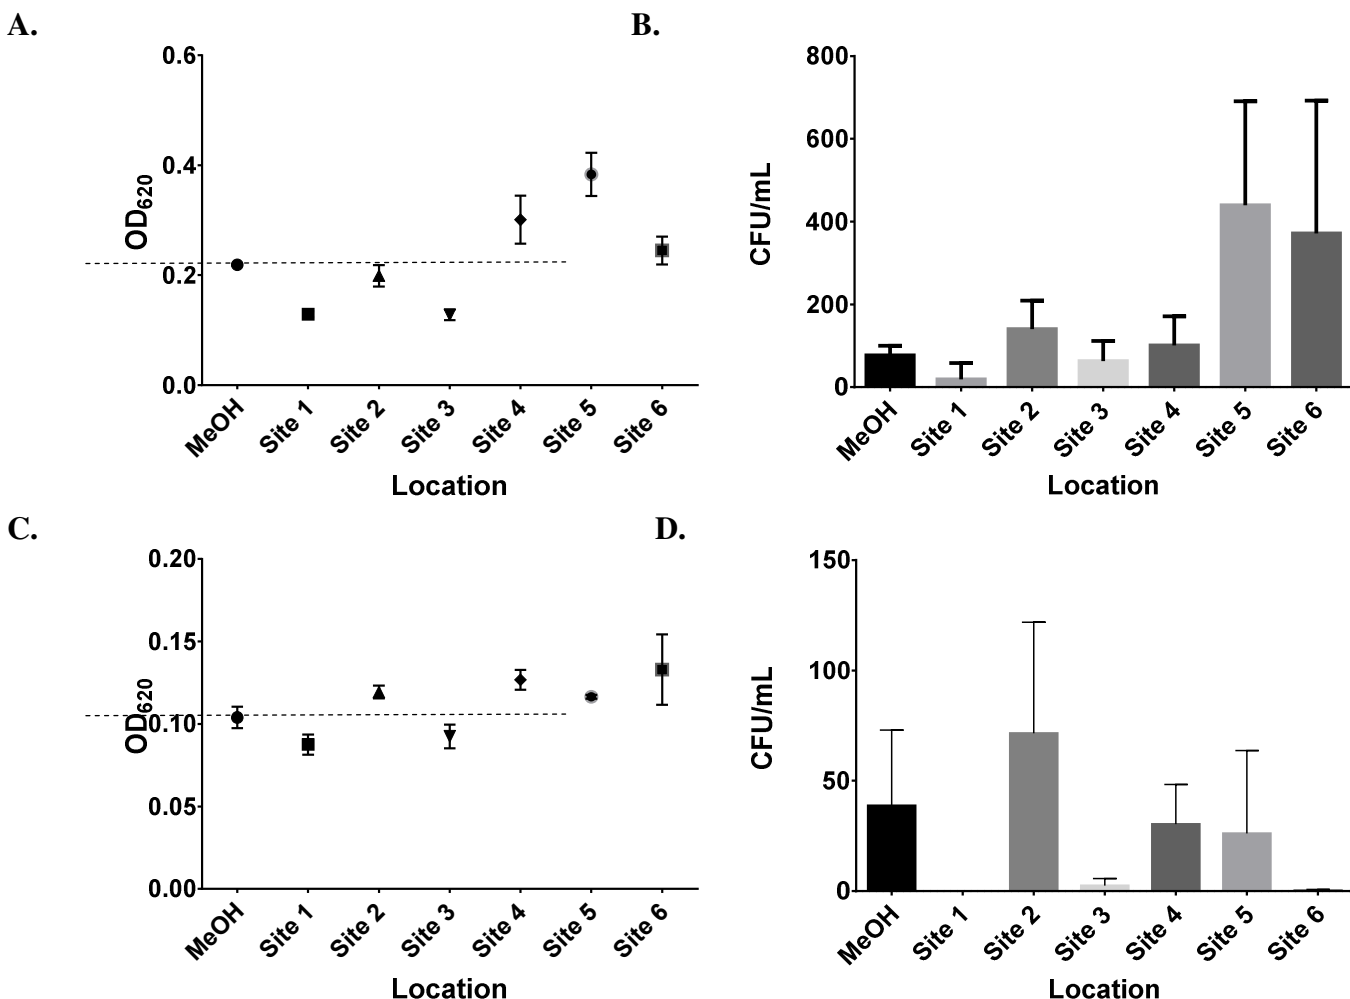 A.
0.6
0.4
0.2
0.0
OD620
MeOH
Site 1
Site 2
Site 3
Site 4
Site 5
Site 6
Location
B.
800
600
400
200
0
CFU/mL
MeOH
Site 1
Site 2
Site 3
Site 4
Site 5
Site 6
Location
C.
0.20
0.15
0.10
0.05
0.00
OD620
MeOH
Site 1
Site 2
Site 3
Site 4
Site 5
Site 6
Location
D.
150
100
50
0
CFU/mL
MeOH
Site 1
Site 2
Site 3
Site 4
Site 5
Site 6
Location